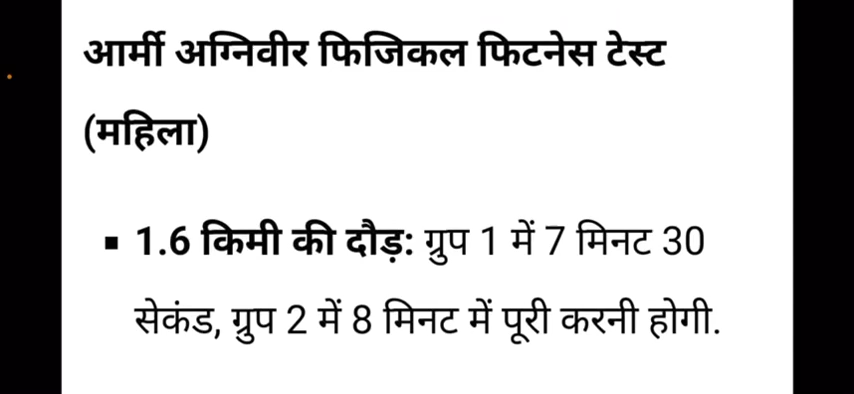 आर्मी अग्निवीर फिजिकल फिटनेस टेस्ट
(महिला)
▪ 1.6 किमी की दौड़: ग्रुप 1 में 7 मिनट 30
सेकंड, ग्रुप 2 में 8 मिनट में पूरी करनी होगी.